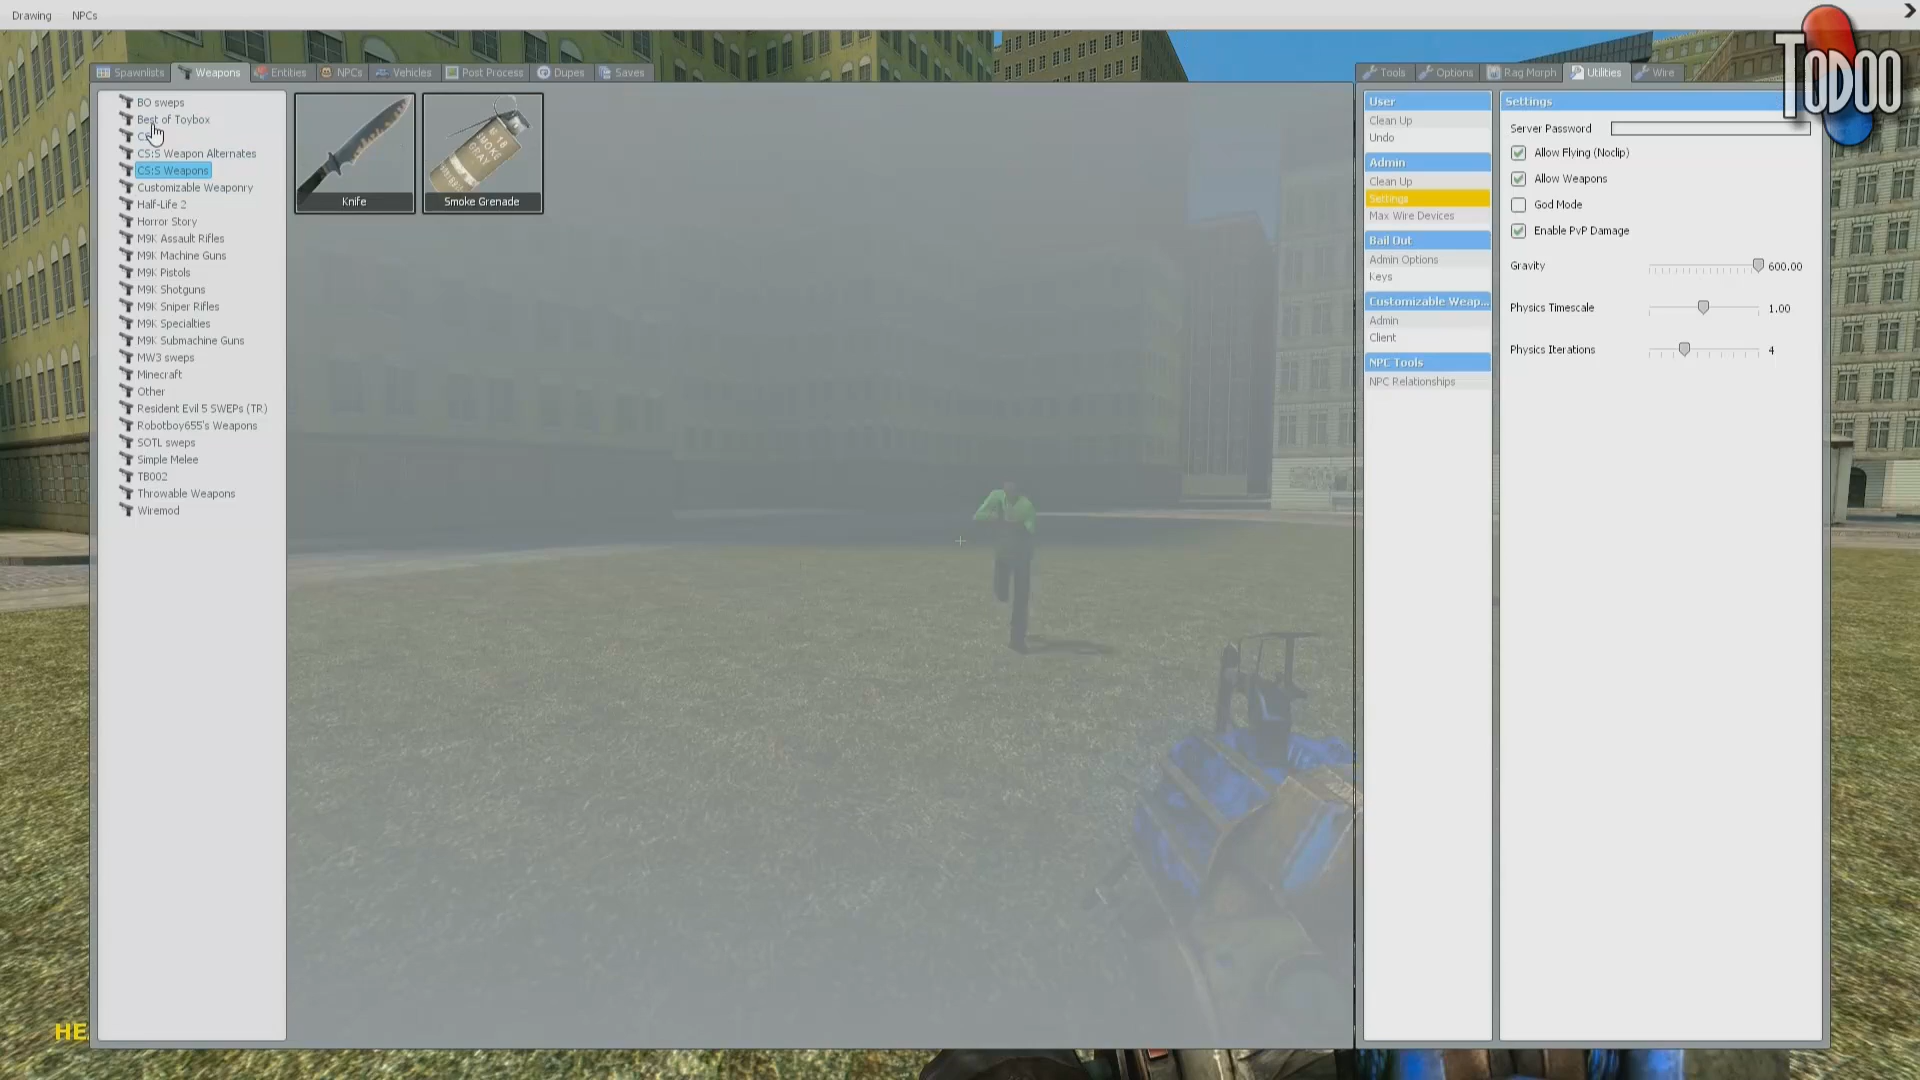 Drawing NPCs
TODOO
Spawnlists Weapons Entities NPCs Vehicles Post Process Dupes Saves
Tools Options Rag Morph Utilities Wire
BO sweps
Best of Toybox
CS:S Weapon Alternates
CS:S Weapons
Customizable Weaponry
Half-Life 2
Horror Story
M9K Assault Rifles
M9K Machine Guns
M9K Pistols
M9K Shotguns
M9K Sniper Rifles
M9K Specialties
M9K Submachine Guns
MW3 sweps
Minecraft
Other
Resident Evil 5 SWEPs (TR)
Robotboy655's Weapons
SOTL sweps
Simple Melee
TB002
Throwable Weapons
Wiremod
M 18
SMOKE
GRAY
Knife
Smoke Grenade
User
Clean Up
Undo
Admin
Clean Up
Settings
Max Wire Devices
Bail Out
Admin Options
Keys
Customizable Weap...
Admin
Client
NPC Tools
NPC Relationships
Settings
Server Password
Allow Flying (Noclip)
Allow Weapons
God Mode
Enable PvP Damage
Gravity 600.00
Physics Timescale 1.00
Physics Iterations 4
HE